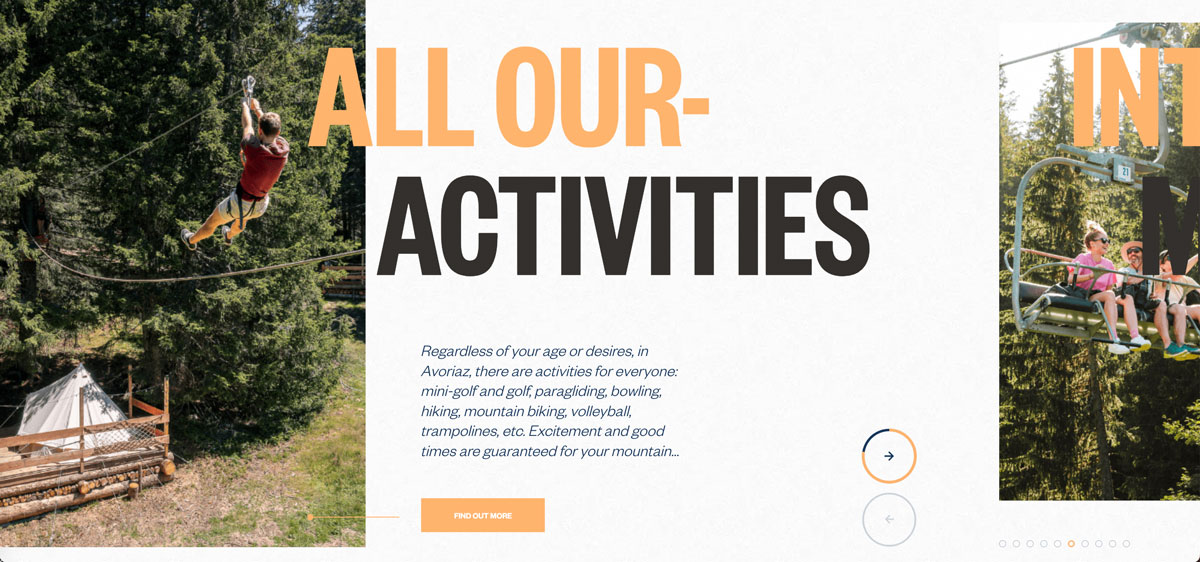 ALL OUR-
ACTIVITIES
INT
M
21
Regardless of your age or desires, in
Avoriaz, there are activities for everyone:
mini-golf and golf, paragliding, bowling,
hiking, mountain biking, volleyball,
trampolines, etc. Excitement and good
times are guaranteed for your mountain...
FIND OUT MORE